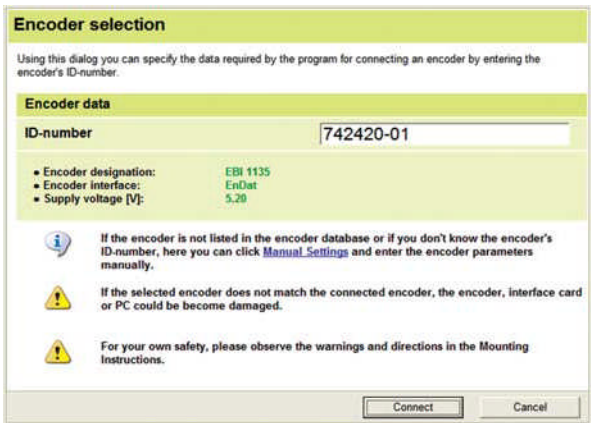 Encoder selection
Using this dialog you can specify the data required by the program for connecting an encoder by entering the
encoder's ID-number.
Encoder data
ID-number 742420-01
• Encoder designation: EBI 1135
• Encoder interface: EnDat
• Supply voltage [V]: 5.20
If the encoder is not listed in the encoder database or if you don't know the encoder's
ID-number, here you can click Manual Settings and enter the encoder parameters
manually.
If the selected encoder does not match the connected encoder, the encoder, interface card
or PC could be become damaged.
For your own safety, please observe the warnings and directions in the Mounting
Instructions.
Connect Cancel